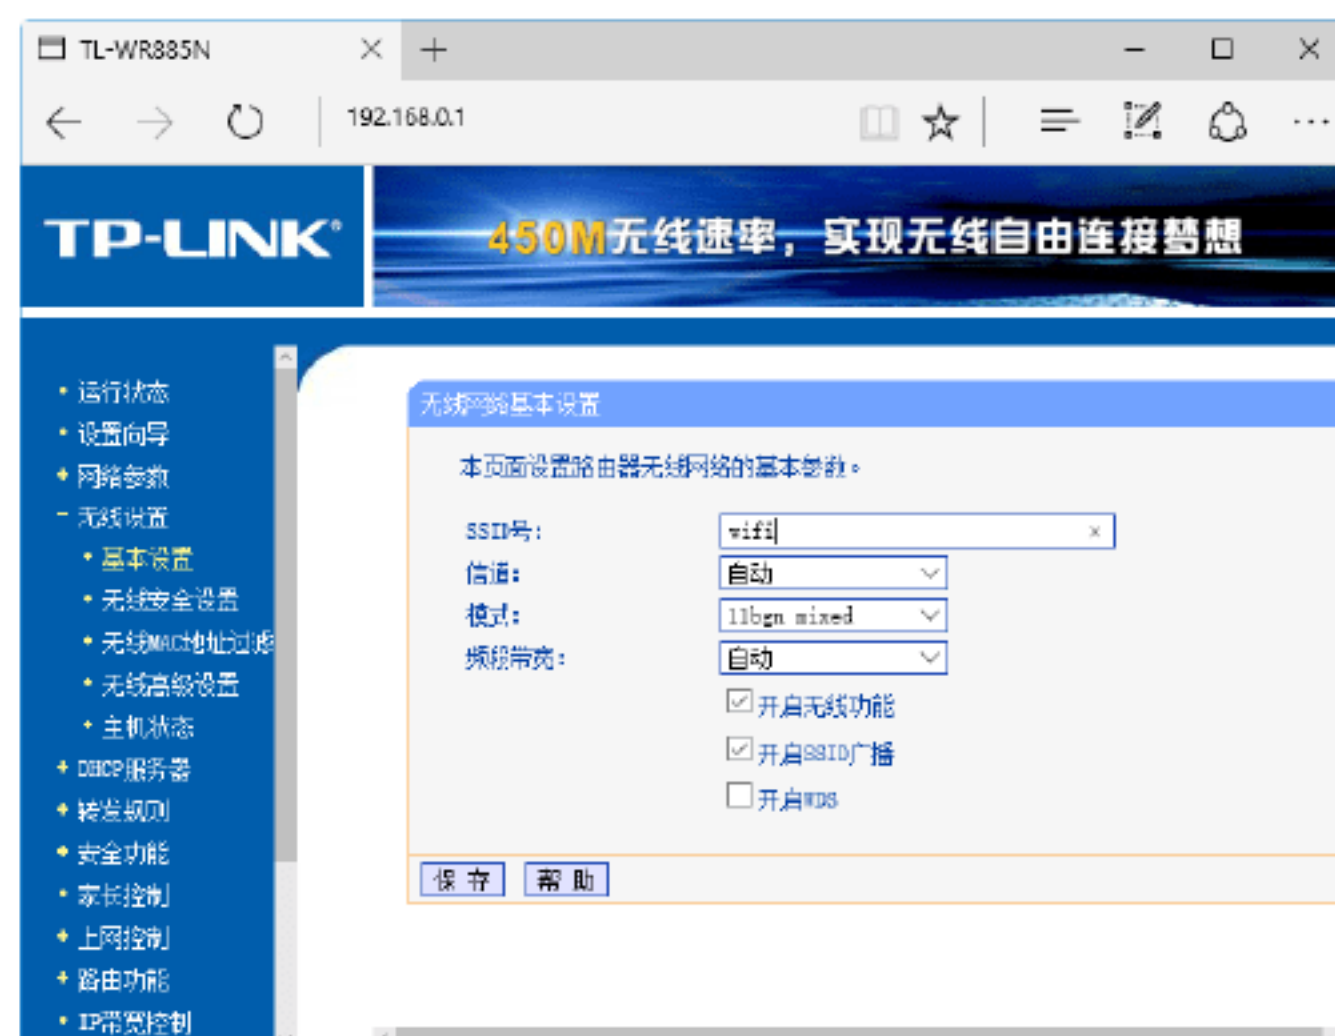 TL-WR885N
192.168.0.1
TP-LINK®
450M无线速率，实现无线自由连接梦想
运行状态
设置向导
网络参数
无线设置
基本设置
无线安全设置
无线MAC地址过滤
无线高级设置
主机状态
DHCP服务器
转发规则
安全功能
家长控制
上网控制
路由功能
IP带宽控制
无线网络基本设置
本页面设置路由器无线网络的基本参数。
SSID号： wifi
信道： 自动
模式： 11bgn mixed
频段带宽： 自动
开启无线功能
开启SSID广播
开启WDS
保 存 帮 助